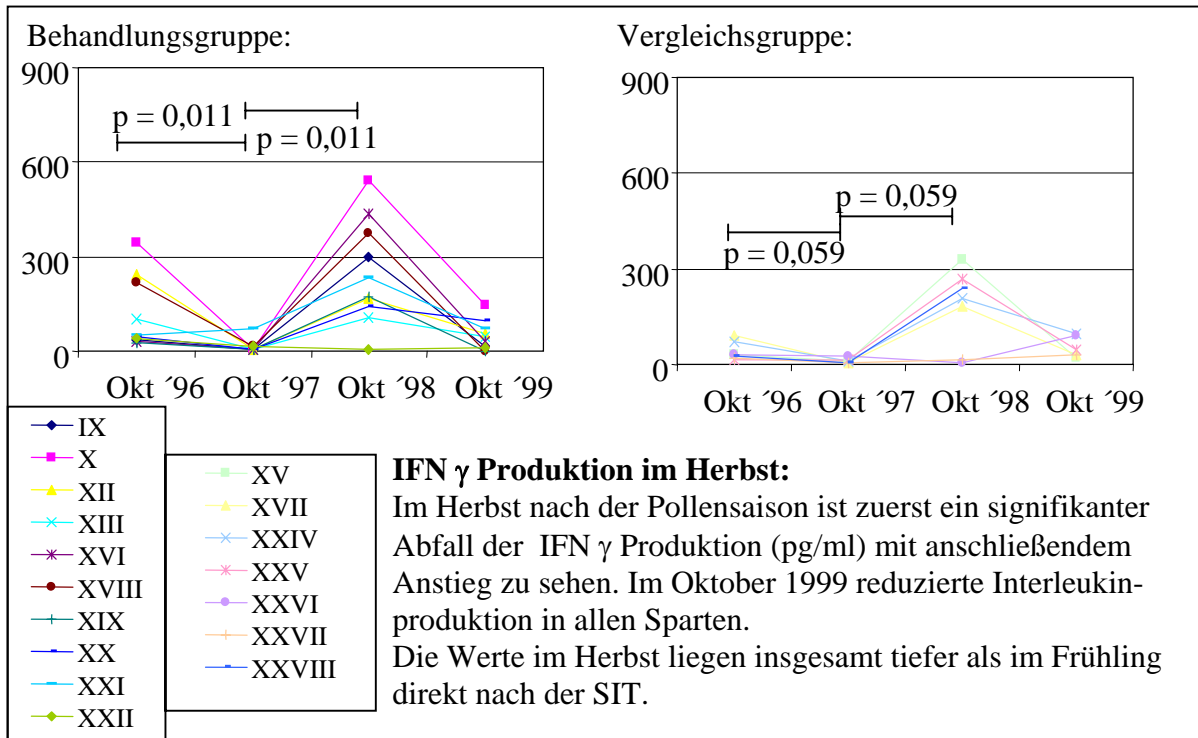 Behandlungsgruppe:
900
600
300
0
p = 0,011
p = 0,011
Okt ´96 Okt ´97 Okt ´98 Okt ´99
Vergleichsgruppe:
900
600
300
0
p = 0,059
p = 0,059
Okt ´96 Okt ´97 Okt ´98 Okt ´99
IX
X
XII
XIII
XVI
XVIII
XIX
XX
XXI
XXII
XV
XVII
XXIV
XXV
XXVI
XXVII
XXVIII
IFN γ Produktion im Herbst:
Im Herbst nach der Pollensaison ist zuerst ein signifikanter
Abfall der IFN γ Produktion (pg/ml) mit anschließendem
Anstieg zu sehen. Im Oktober 1999 reduzierte Interleukin-
produktion in allen Sparten.
Die Werte im Herbst liegen insgesamt tiefer als im Frühling
direkt nach der SIT.